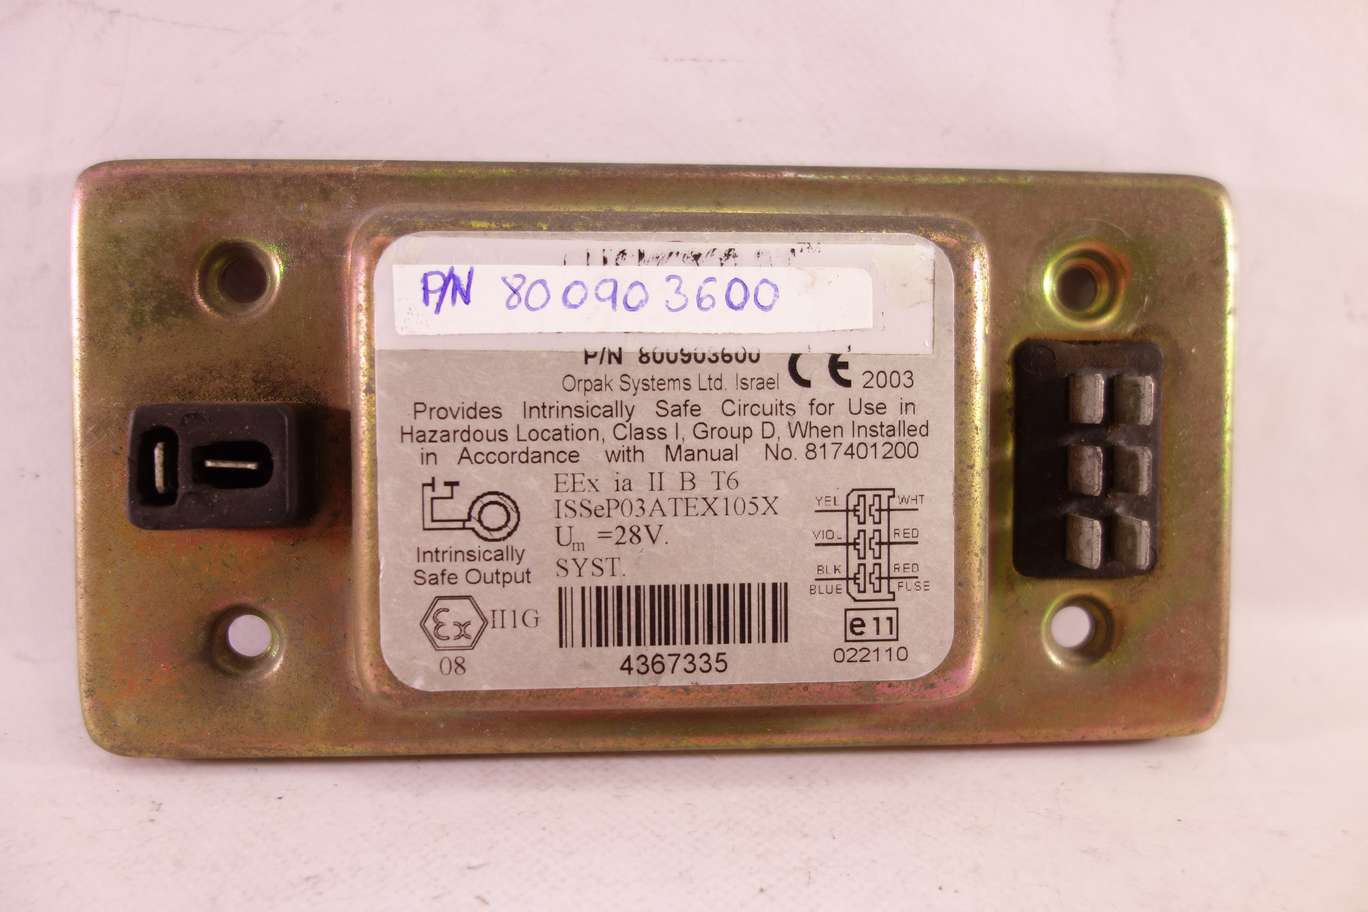 TM
P/N 800903600
P/N 800903600
Orpak Systems Ltd. Israel CE 2003
Provides Intrinsically Safe Circuits for Use in
Hazardous Location, Class I, Group D, When Installed
in Accordance with Manual No. 817401200
EEx ia II B T6
ISSeP03ATEX105X
Um =28V.
SYST.
Intrinsically
Safe Output
YEL WHT
VIOL RED
BLK RED
BLUE FUSE
Ex II1G
08
4367335
e11
022110